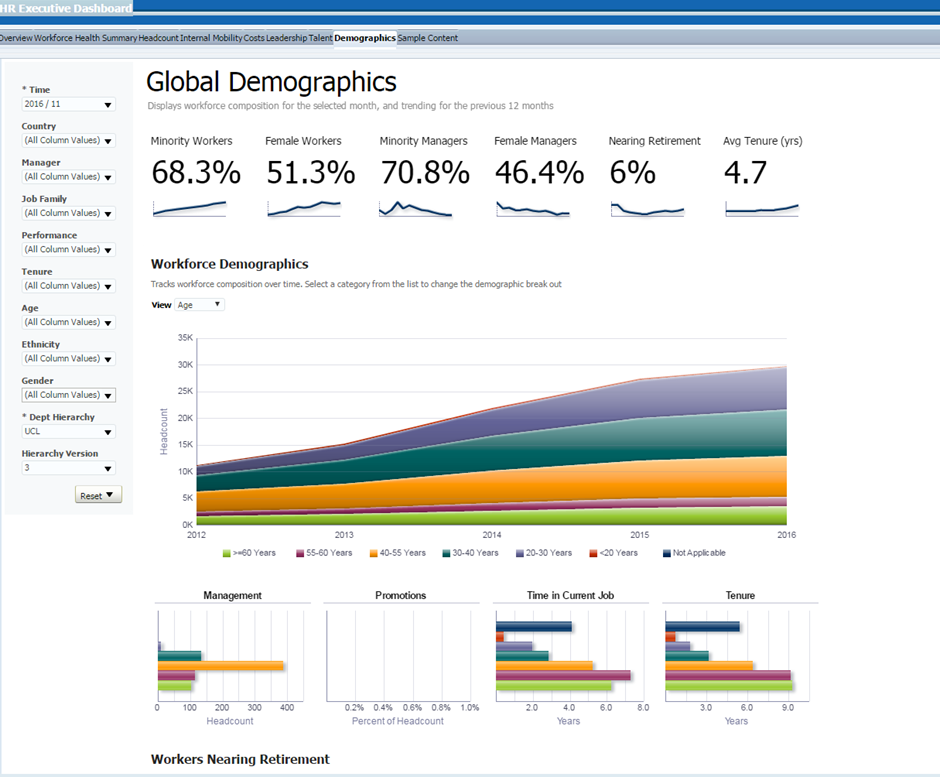 HR Executive Dashboard
Overview Workforce Health Summary Headcount Internal Mobility Costs Leadership Talent Demographics Sample Content
* Time
2016 / 11
Country
(All Column Values)
Manager
(All Column Values)
Job Family
(All Column Values)
Performance
(All Column Values)
Tenure
(All Column Values)
Age
(All Column Values)
Ethnicity
(All Column Values)
Gender
(All Column Values)
* Dept Hierarchy
UCL
Hierarchy Version
3
Reset
Global Demographics
Displays workforce composition for the selected month, and trending for the previous 12 months
Minority Workers Female Workers Minority Managers Female Managers Nearing Retirement Avg Tenure (yrs)
68.3% 51.3% 70.8% 46.4% 6% 4.7
Workforce Demographics
Tracks workforce composition over time. Select a category from the list to change the demographic break out
View Age
35K
30K
25K
20K
15K
10K
5K
0K
Headcount
2012 2013 2014 2015 2016
>=60 Years 55-60 Years 40-55 Years 30-40 Years 20-30 Years <20 Years Not Applicable
Management Promotions Time in Current Job Tenure
0 100 200 300 400 0.2% 0.4% 0.6% 0.8% 1.0% 2.0 4.0 6.0 8.0 3.0 6.0 9.0
Headcount Percent of Headcount Years Years
Workers Nearing Retirement